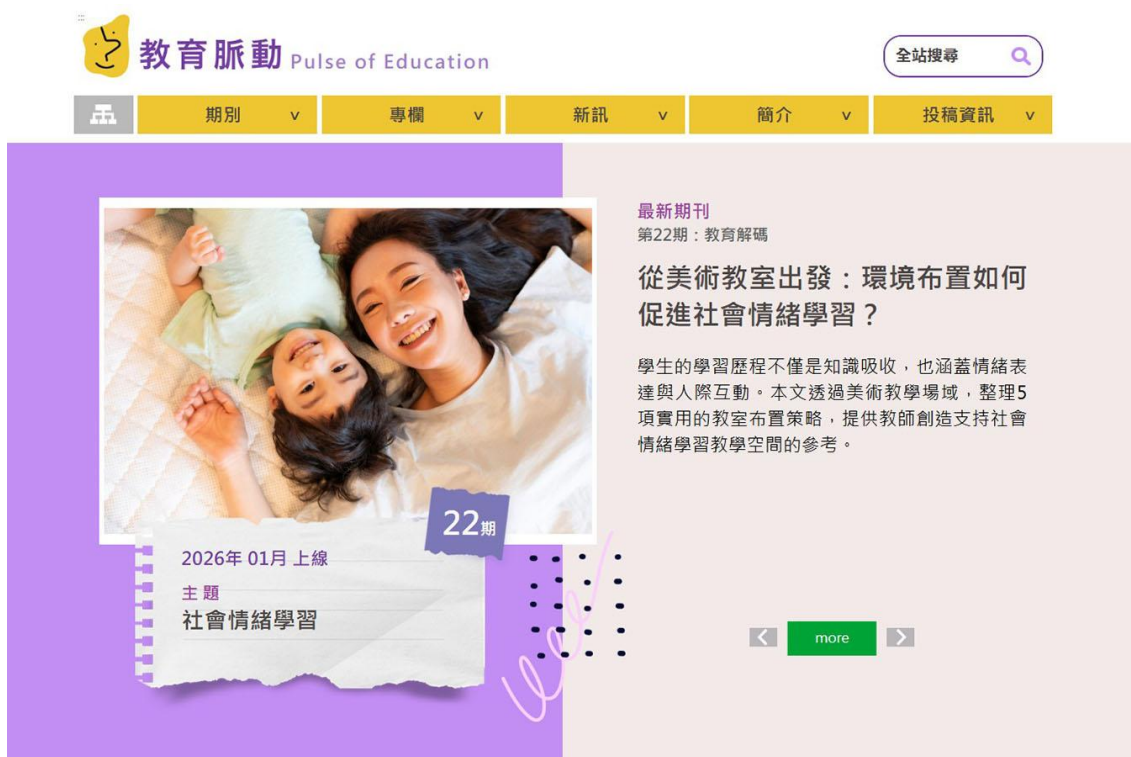 教育脈動 Pulse of Education
全站搜尋
期別 v
專欄 v
新訊 v
簡介 v
投稿資訊 v
最新期刊
第22期：教育解碼
從美術教室出發：環境布置如何
促進社會情緒學習？
學生的學習歷程不僅是知識吸收，也涵蓋情緒表
達與人際互動。本文透過美術教學場域，整理5
項實用的教室布置策略，提供教師創造支持社會
情緒學習教學空間的參考。
22期
2026年 01月 上線
主題
社會情緒學習
more